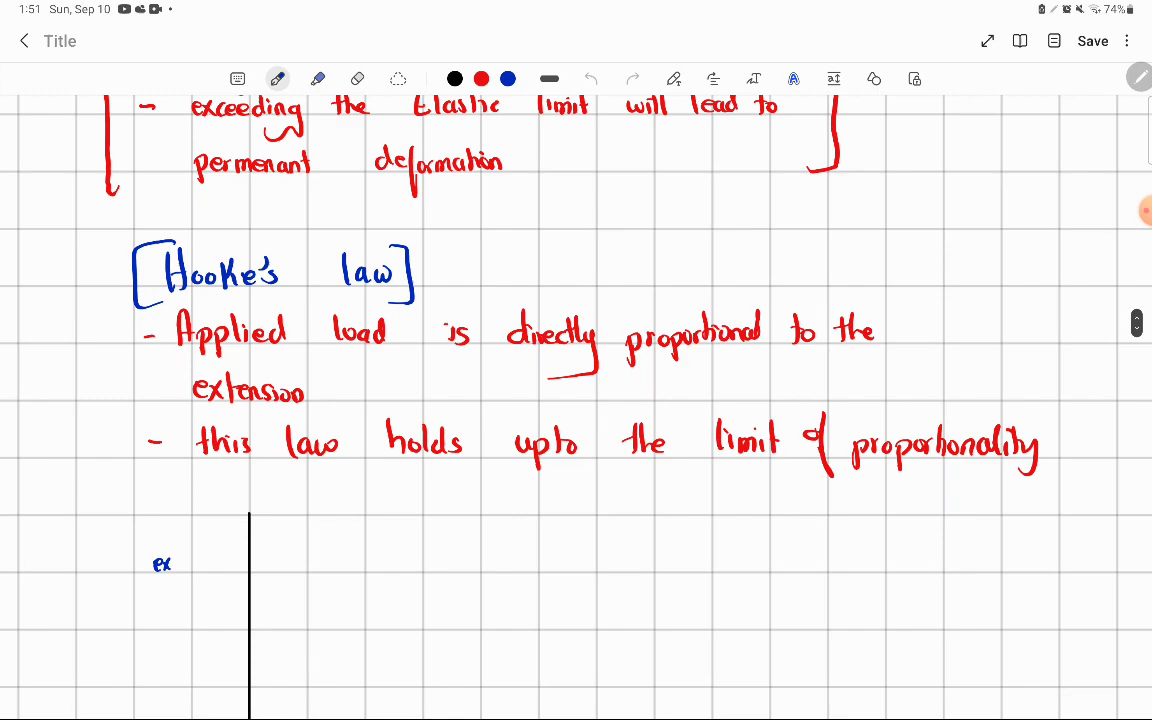 1:51 Sun, Sep 10
74%
Title
Save
- exceeding the Elastic limit will lead to
permenant deformation
[Hooke's law]
- Applied load is directly proportional to the
extension
- this law holds upto the limit of proportionality
ex